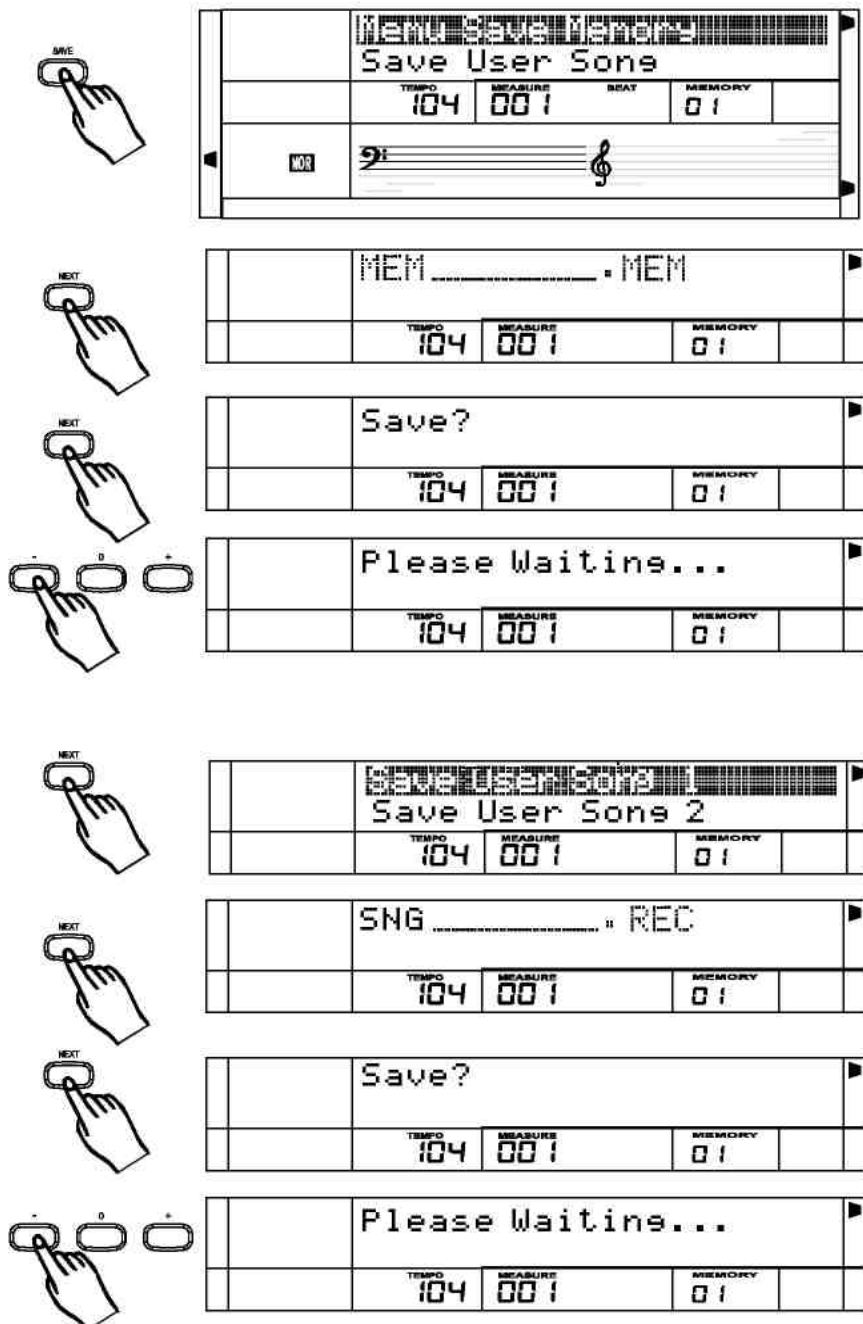 SAVE
Menu Save Memory
Save User Song
TEMPO MEASURE BEAT MEMORY
104 001 01
NOR
NEXT
MEM ___________ . MEM
TEMPO MEASURE MEMORY
104 001 01
NEXT
Save?
TEMPO MEASURE MEMORY
104 001 01
- 0 +
Please Waiting...
TEMPO MEASURE MEMORY
104 001 01
NEXT
Save User Song 1
Save User Song 2
TEMPO MEASURE MEMORY
104 001 01
NEXT
SNG ___________ . REC
TEMPO MEASURE MEMORY
104 001 01
NEXT
Save?
TEMPO MEASURE MEMORY
104 001 01
- 0 +
Please Waiting...
TEMPO MEASURE MEMORY
104 001 01